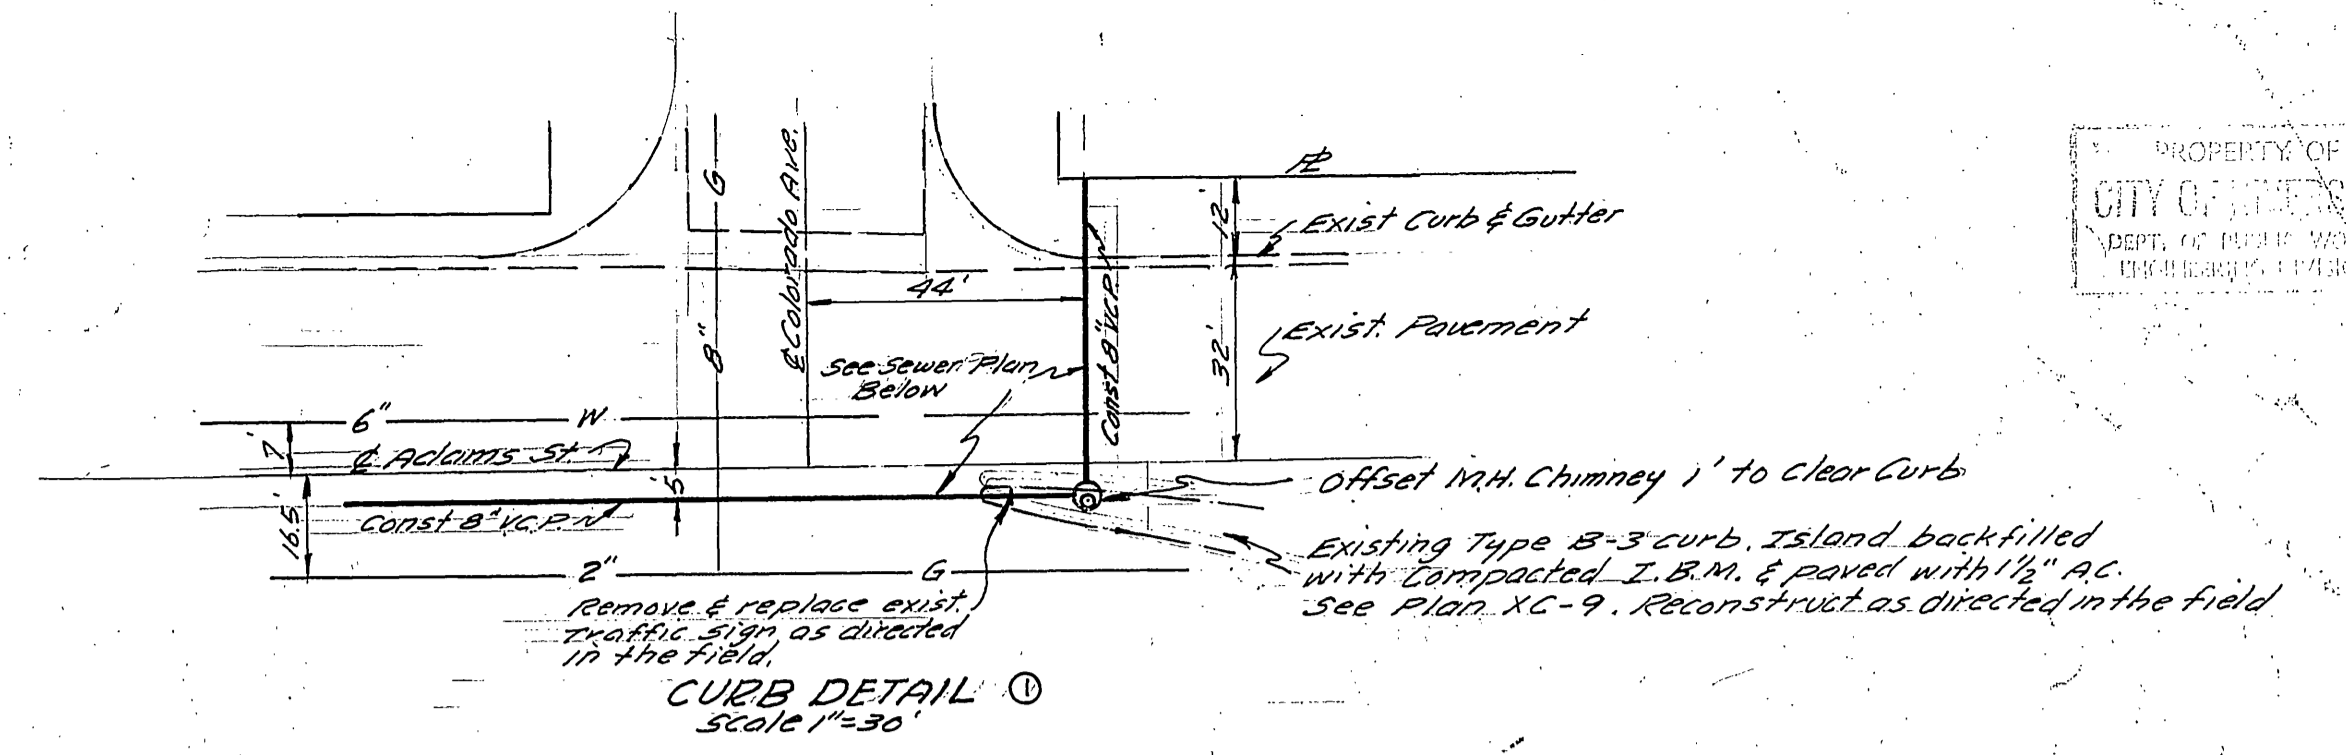 PROPERTY OF
CITY OF
DEPT. OF PUBLIC WO
G
8"
℄ Colorado Ave.
44'
PL
12'
Exist Curb & Gutter
32'
Exist. Pavement
See Sewer Plan
Below
Const 8" V.C.P.
6" W
7'
℄ Adams St.
5'
16.5'
Const 8" V.C.P.
2" G
Offset M.H. Chimney 1' to Clear Curb
Existing Type B-3 curb. Island backfilled
with Compacted I.B.M. & paved with 1½" A.C.
See Plan XC-9. Reconstruct as directed in the field
Remove & replace exist.
Traffic sign as directed
in the field.
CURB DETAIL ①
Scale 1"=30'